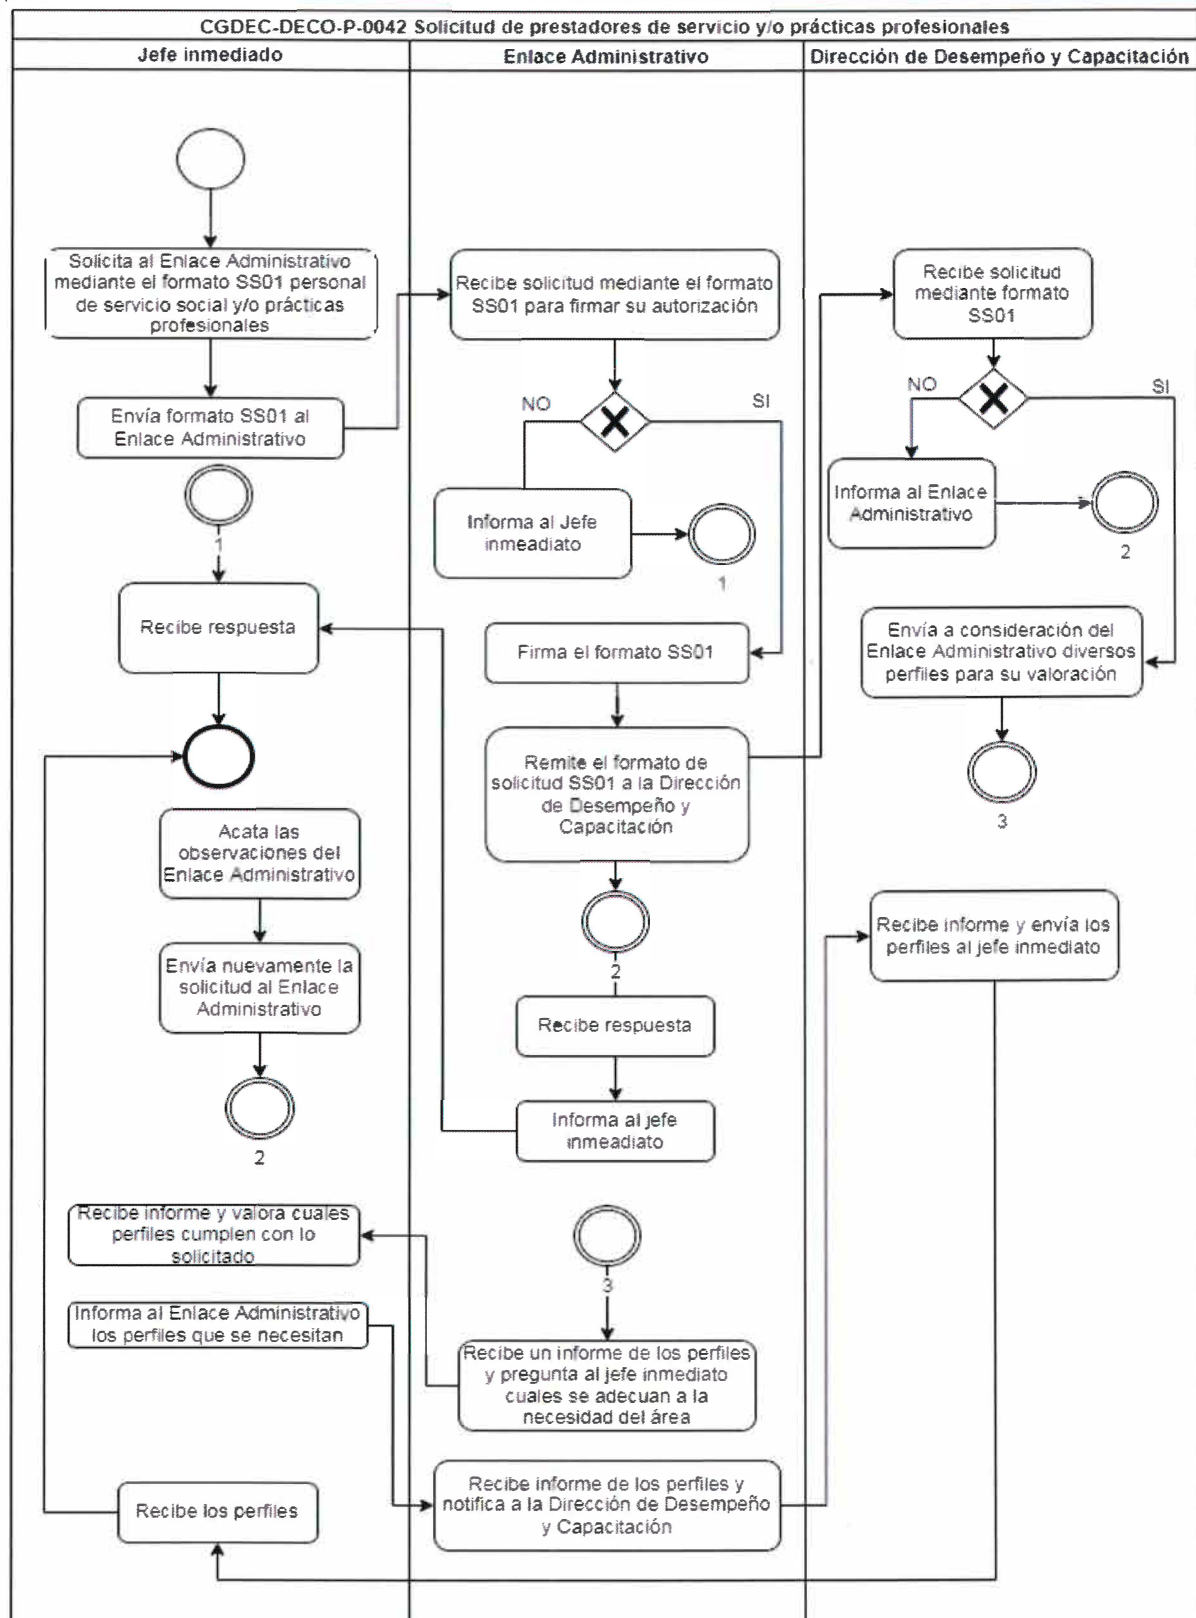 CGDEC-DECO-P-0042 Solicitud de prestadores de servicio y/o prácticas profesionales
Jefe inmediado
Enlace Administrativo
Dirección de Desempeño y Capacitación
Solicita al Enlace Administrativo
mediante el formato SS01 personal
de servicio social y/o prácticas
profesionales
Envía formato SS01 al
Enlace Administrativo
1
Recibe respuesta
Acata las
observaciones del
Enlace Administrativo
Envía nuevamente la
solicitud al Enlace
Administrativo
2
Recibe informe y valora cuales
perfiles cumplen con lo
solicitado
Informa al Enlace Administrativo
los perfiles que se necesitan
Recibe los perfiles
Recibe solicitud mediante el formato
SS01 para firmar su autorización
NO
SI
Informa al Jefe
inmeadiato
1
Firma el formato SS01
Remite el formato de
solicitud SS01 a la Dirección
de Desempeño y
Capacitación
2
Recibe respuesta
Informa al jefe
inmeadiato
3
Recibe un informe de los perfiles
y pregunta al jefe inmediato
cuales se adecuan a la
necesidad del área
Recibe informe de los perfiles y
notifica a la Dirección de Desempeño
y Capacitación
Recibe solicitud
mediante formato
SS01
NO
SI
Informa al Enlace
Administrativo
2
Envía a consideración del
Enlace Administrativo diversos
perfiles para su valoración
3
Recibe informe y envía los
perfiles al jefe inmediato